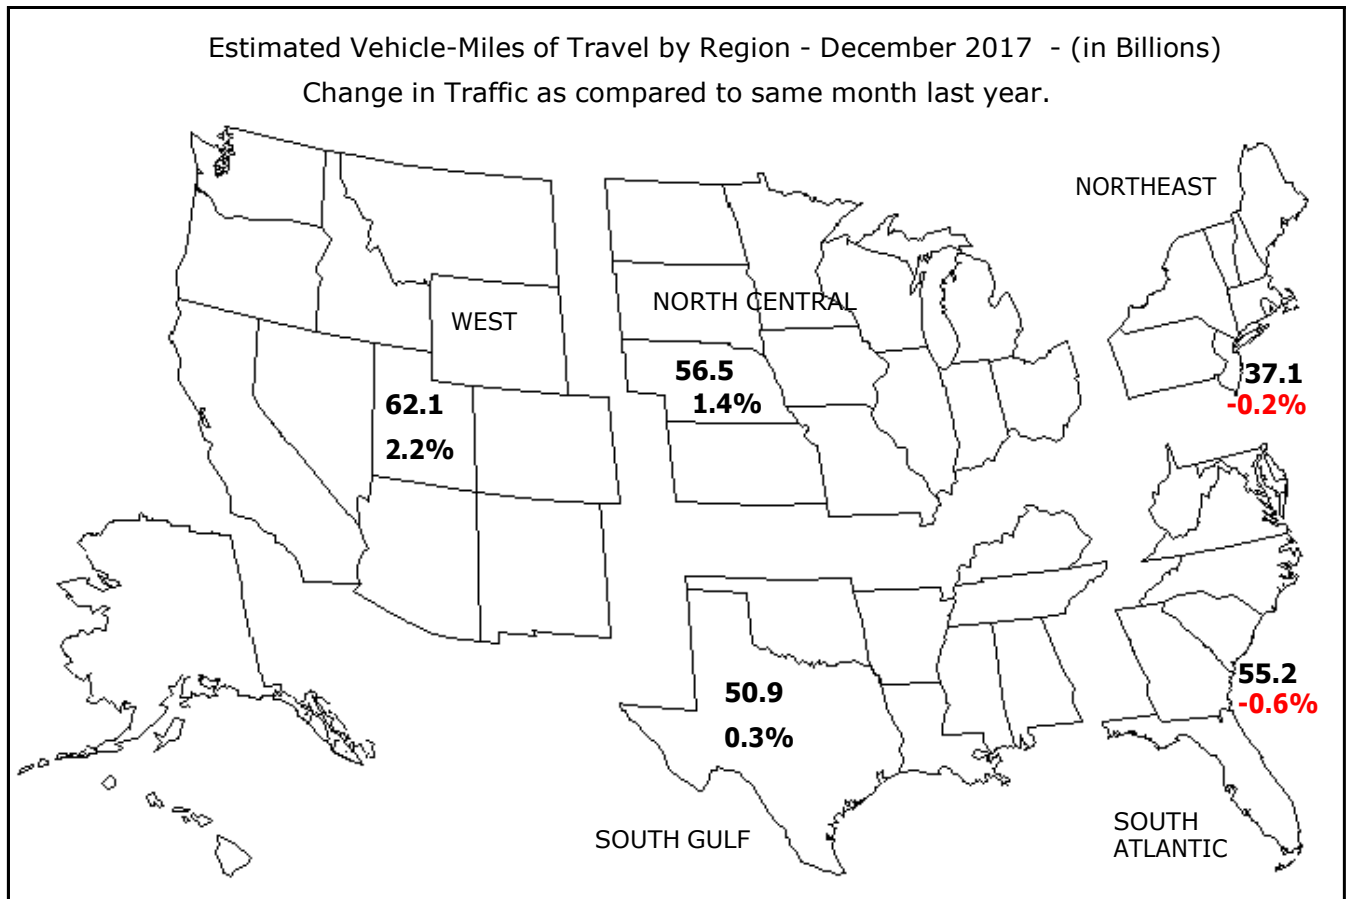 Estimated Vehicle-Miles of Travel by Region - December 2017 - (in Billions)
Change in Traffic as compared to same month last year.
NORTHEAST
WEST
NORTH CENTRAL
62.1
2.2%
56.5
1.4%
37.1
-0.2%
50.9
0.3%
55.2
-0.6%
SOUTH GULF
SOUTH
ATLANTIC